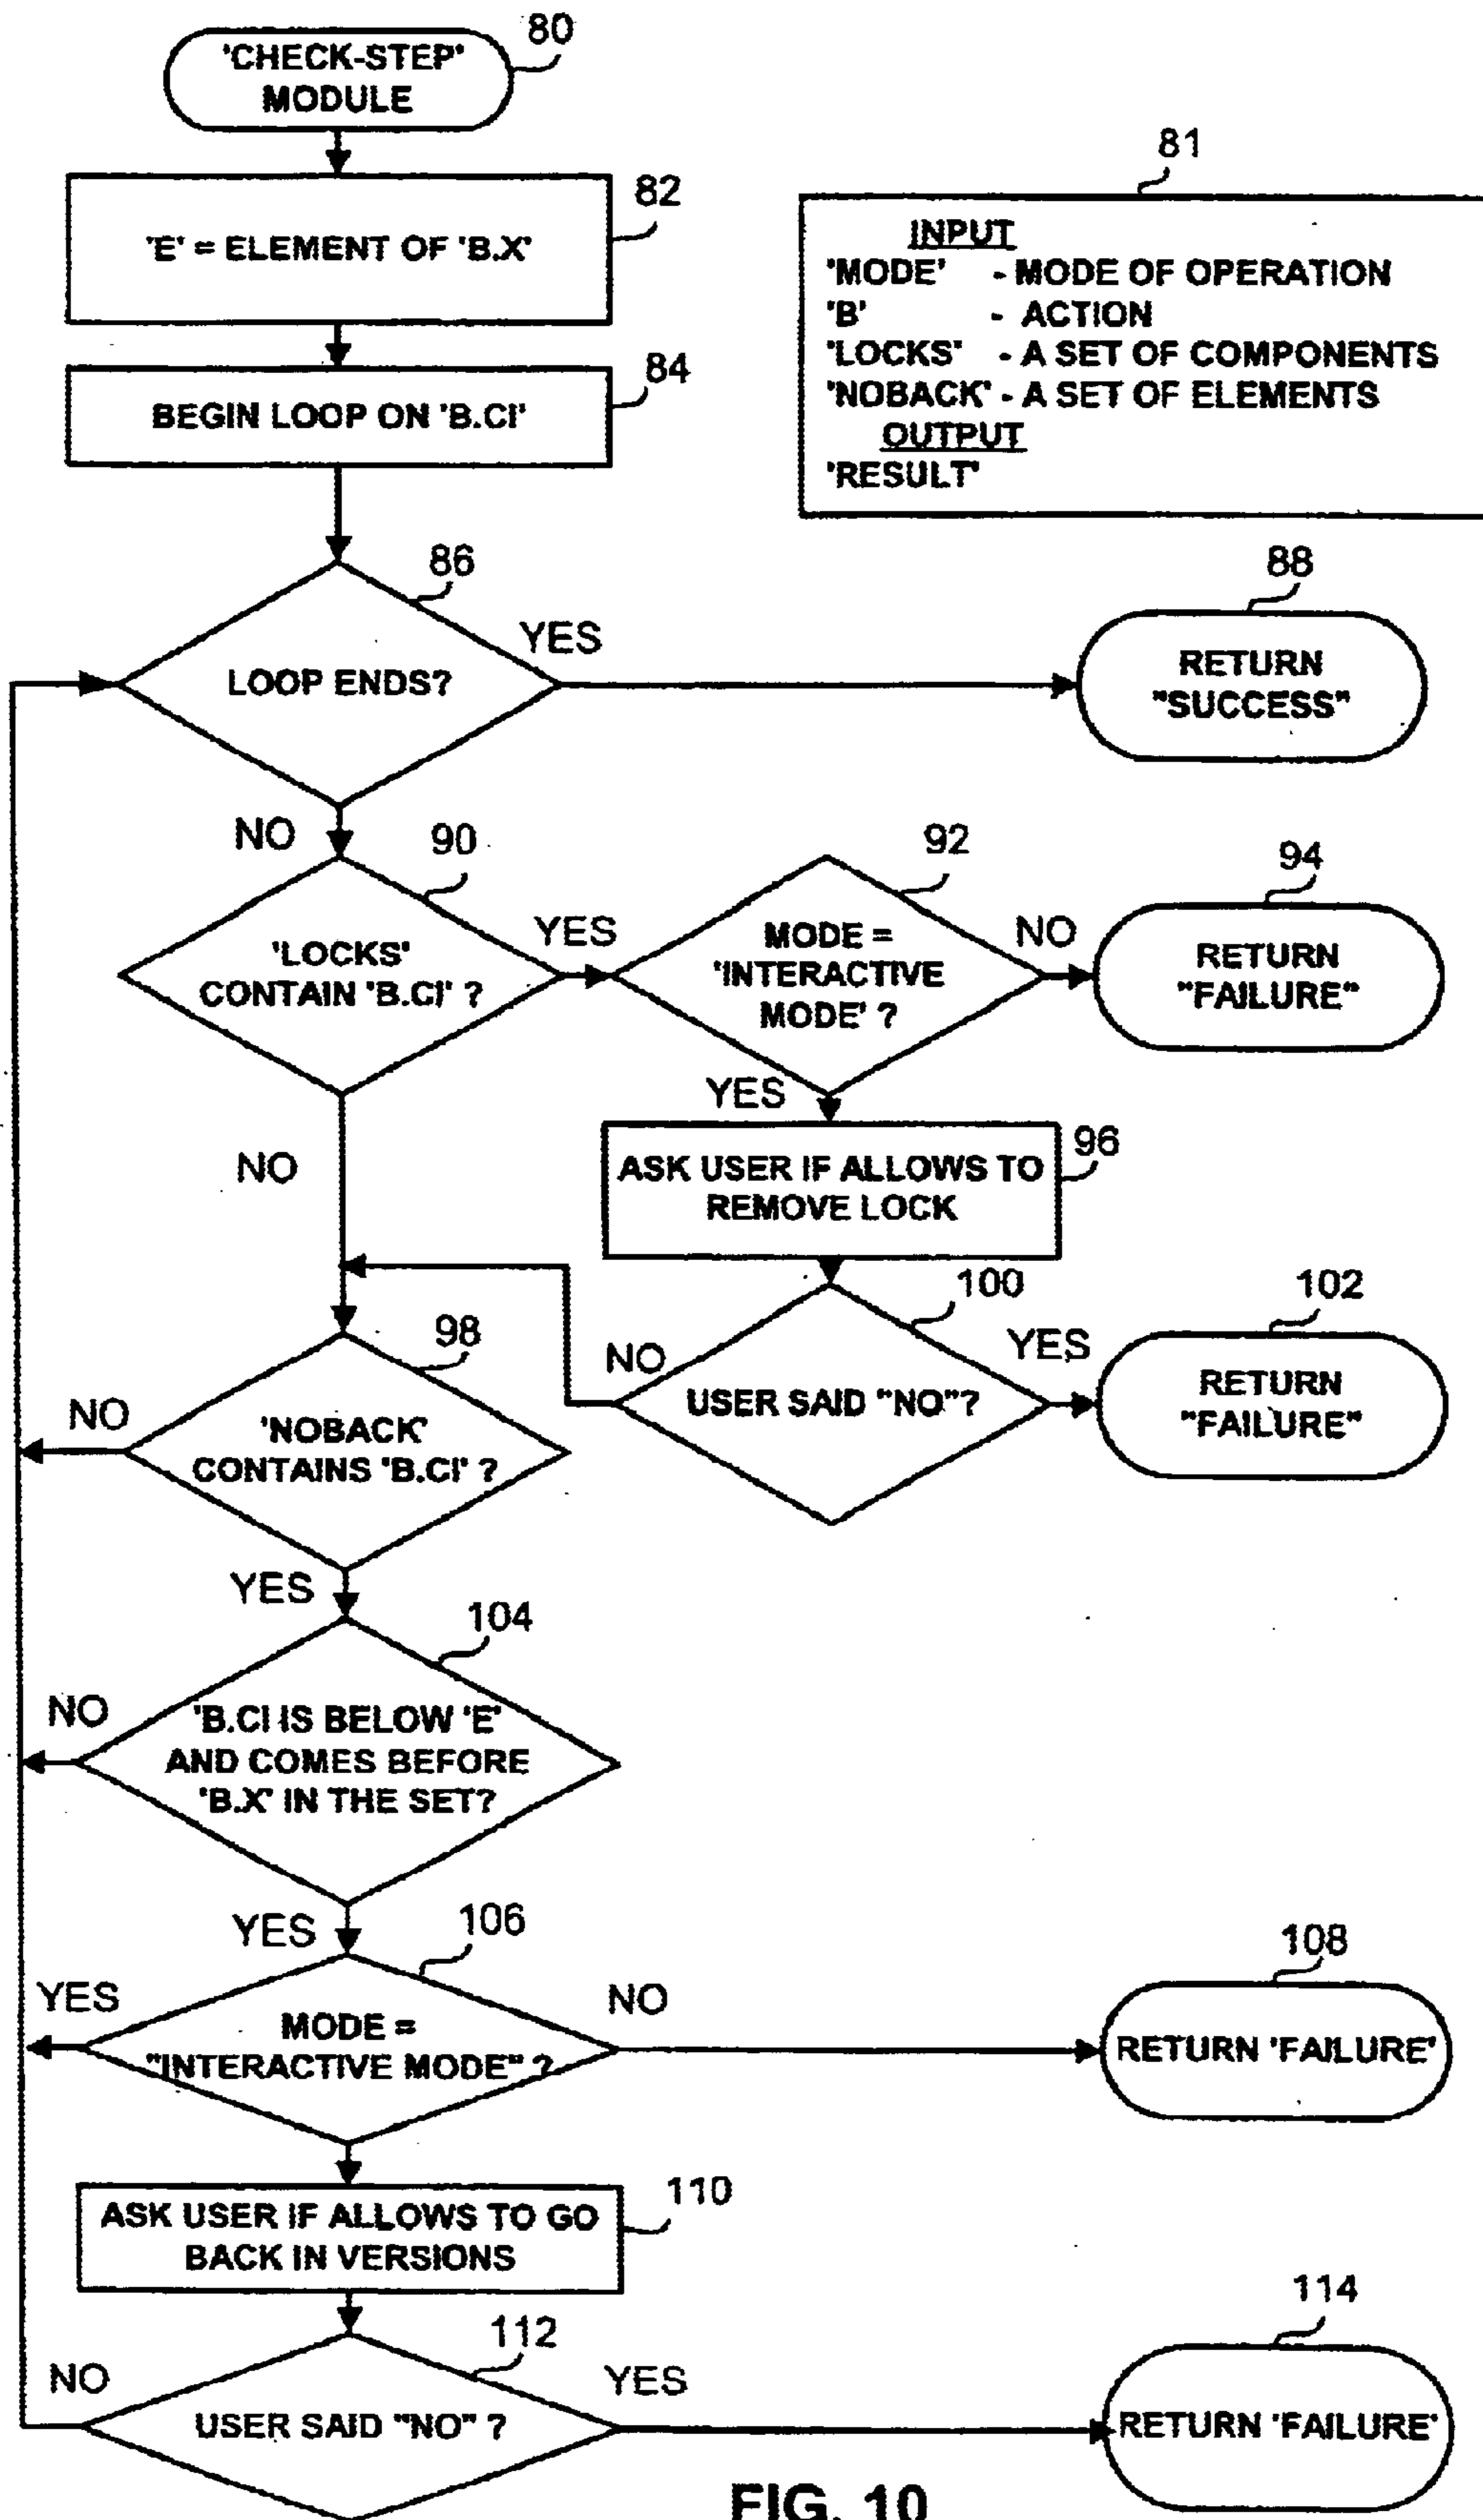 80
'CHECK-STEP'
MODULE
82
'E' = ELEMENT OF 'B.X'
84
BEGIN LOOP ON 'B.CI'
81
INPUT
'MODE' - MODE OF OPERATION
'B' - ACTION
'LOCKS' - A SET OF COMPONENTS
'NOBACK' - A SET OF ELEMENTS
OUTPUT
'RESULT'
86
LOOP ENDS?
YES
88
RETURN
"SUCCESS"
NO
90
'LOCKS'
CONTAIN 'B.CI' ?
YES
92
MODE =
'INTERACTIVE
MODE' ?
NO
94
RETURN
"FAILURE"
YES
96
ASK USER IF ALLOWS TO
REMOVE LOCK
NO
98
'NOBACK'
CONTAINS 'B.CI' ?
NO
100
USER SAID "NO"?
NO
YES
102
RETURN
"FAILURE"
YES
104
'B.CI IS BELOW 'E'
AND COMES BEFORE
'B.X' IN THE SET?
NO
YES
106
MODE =
"INTERACTIVE MODE" ?
YES
NO
108
RETURN 'FAILURE'
110
ASK USER IF ALLOWS TO GO
BACK IN VERSIONS
112
USER SAID "NO" ?
NO
YES
114
RETURN 'FAILURE'
FIG. 10